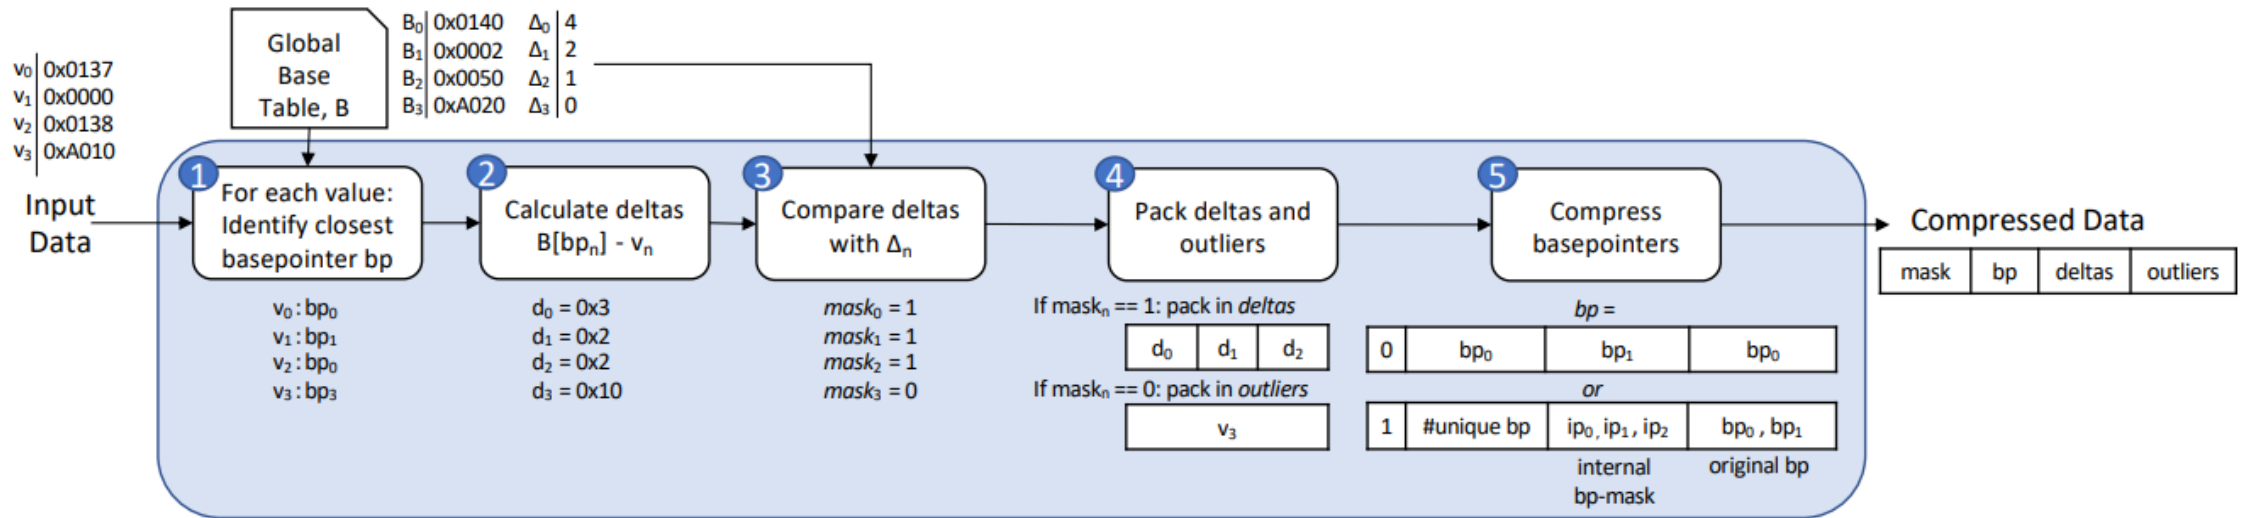 v₀ 0x0137
v₁ 0x0000
v₂ 0x0138
v₃ 0xA010
Input
Data
Global
Base
Table, B
B₀ 0x0140 Δ₀ 4
B₁ 0x0002 Δ₁ 2
B₂ 0x0050 Δ₂ 1
B₃ 0xA020 Δ₃ 0
1
For each value:
Identify closest
basepointer bp
v₀ : bp₀
v₁ : bp₁
v₂ : bp₀
v₃ : bp₃
2
Calculate deltas
B[bpₙ] - vₙ
d₀ = 0x3
d₁ = 0x2
d₂ = 0x2
d₃ = 0x10
3
Compare deltas
with Δₙ
mask₀ = 1
mask₁ = 1
mask₂ = 1
mask₃ = 0
4
Pack deltas and
outliers
If maskₙ == 1: pack in deltas
d₀ d₁ d₂
If maskₙ == 0: pack in outliers
v₃
5
Compress
basepointers
bp =
0 bp₀ bp₁ bp₀
or
1 #unique bp ip₀, ip₁, ip₂ bp₀, bp₁
internal
bp-mask
original bp
Compressed Data
mask bp deltas outliers